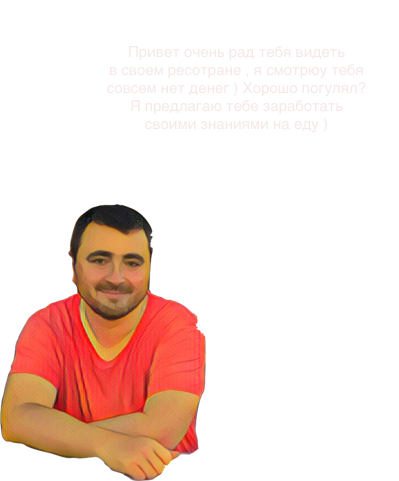 Привет очень рад тебя видеть
в своем ресотране , я смотрюу тебя
совсем нет денег ) Хорошо погулял?
Я предлагаю тебе заработать
своими знаниями на еду )